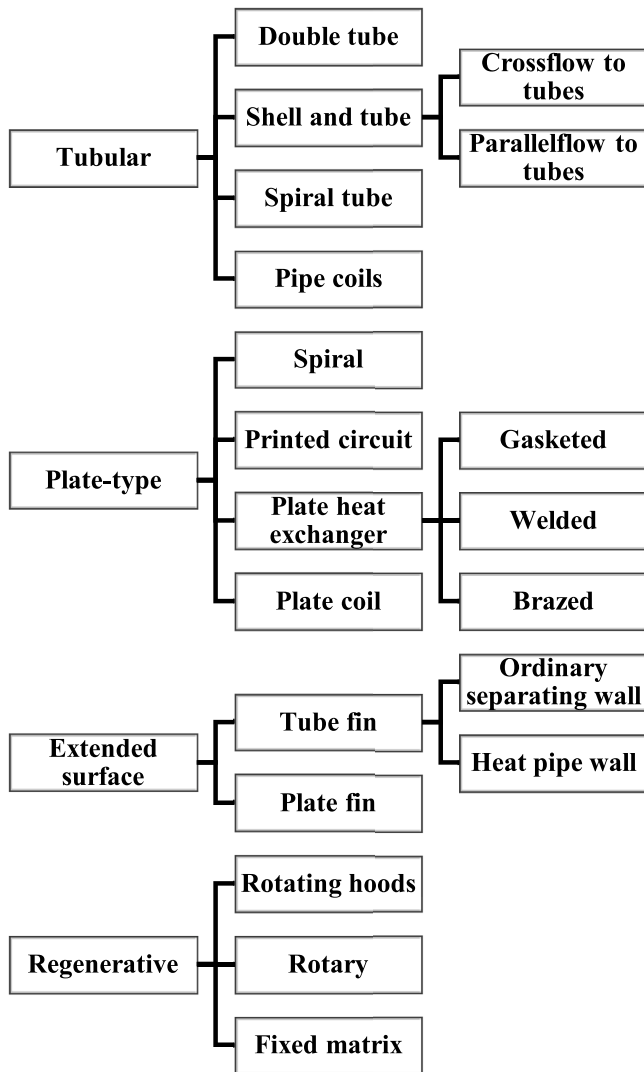 Tubular
Double tube
Shell and tube
Crossflow to
tubes
Parallelflow to
tubes
Spiral tube
Pipe coils
Plate-type
Spiral
Printed circuit
Plate heat
exchanger
Gasketed
Welded
Brazed
Plate coil
Extended
surface
Tube fin
Ordinary
separating wall
Heat pipe wall
Plate fin
Regenerative
Rotating hoods
Rotary
Fixed matrix